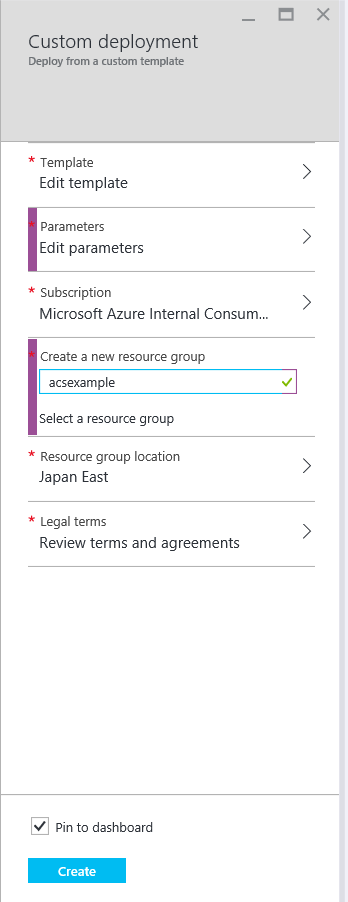 Custom deployment
Deploy from a custom template
* Template
Edit template
* Parameters
Edit parameters
* Subscription
Microsoft Azure Internal Consum...
* Create a new resource group
acsexample
Select a resource group
* Resource group location
Japan East
* Legal terms
Review terms and agreements
Pin to dashboard
Create